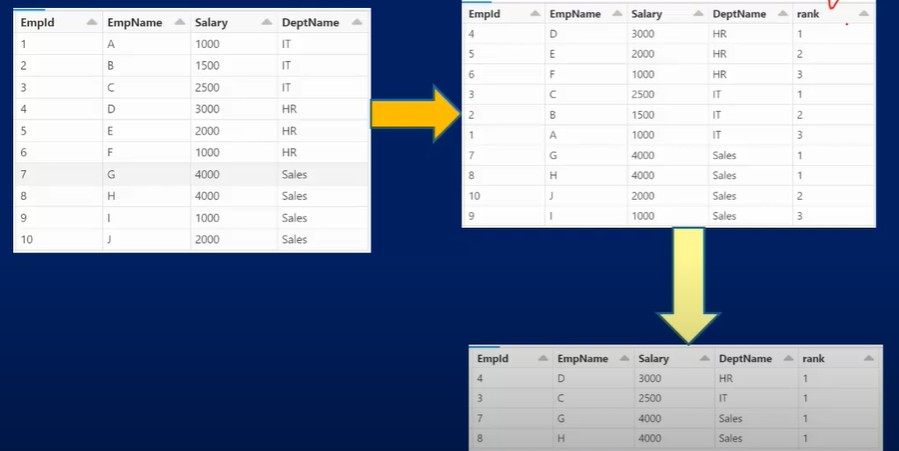 EmpId EmpName Salary DeptName
1 A 1000 IT
2 B 1500 IT
3 C 2500 IT
4 D 3000 HR
5 E 2000 HR
6 F 1000 HR
7 G 4000 Sales
8 H 4000 Sales
9 I 1000 Sales
10 J 2000 Sales
EmpId EmpName Salary DeptName rank
4 D 3000 HR 1
5 E 2000 HR 2
6 F 1000 HR 3
3 C 2500 IT 1
2 B 1500 IT 2
1 A 1000 IT 3
7 G 4000 Sales 1
8 H 4000 Sales 1
10 J 2000 Sales 2
9 I 1000 Sales 3
EmpId EmpName Salary DeptName rank
4 D 3000 HR 1
3 C 2500 IT 1
7 G 4000 Sales 1
8 H 4000 Sales 1